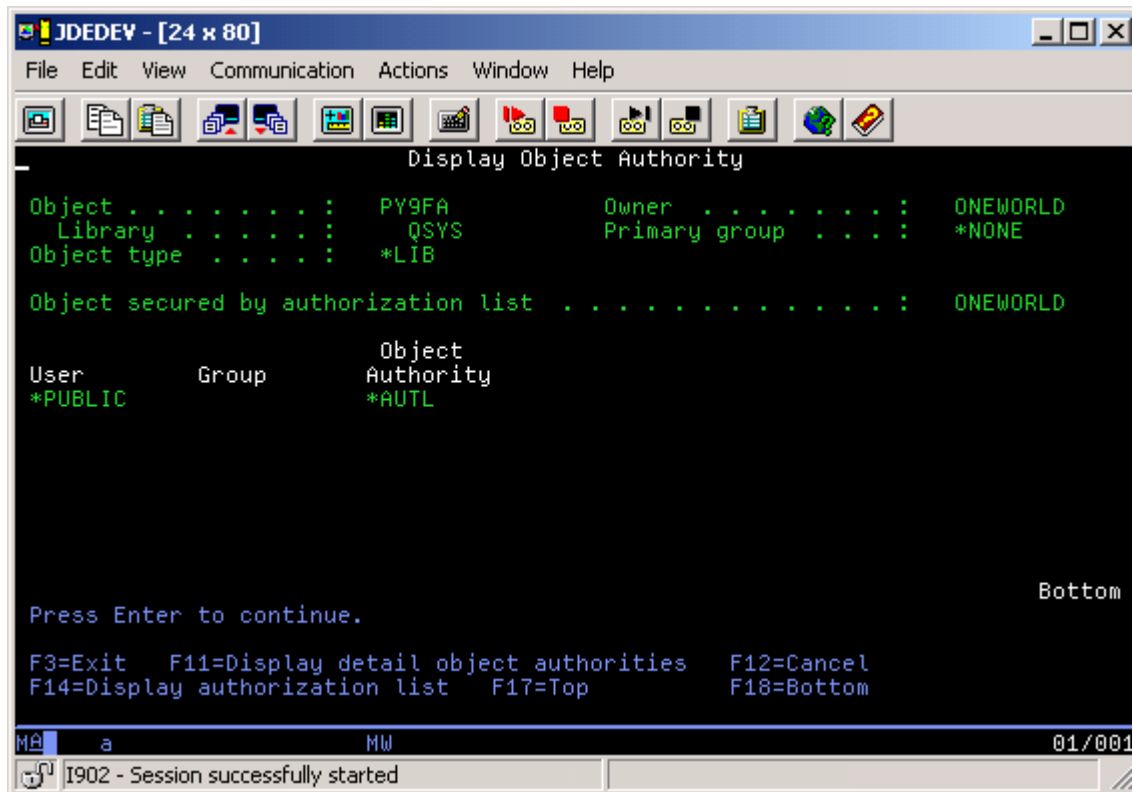 JDEDEV - [24 x 80]
File Edit View Communication Actions Window Help
Display Object Authority
Object . . . . . . . : PY9FA Owner . . . . . . . : ONEWORLD
Library . . . . . : QSYS Primary group . . . : *NONE
Object type . . . . : *LIB
Object secured by authorization list . . . . . . . . . . . . : ONEWORLD
Object
User Group Authority
*PUBLIC *AUTL
Bottom
Press Enter to continue.
F3=Exit F11=Display detail object authorities F12=Cancel
F14=Display authorization list F17=Top F18=Bottom
MA a MW 01/001
I902 - Session successfully started